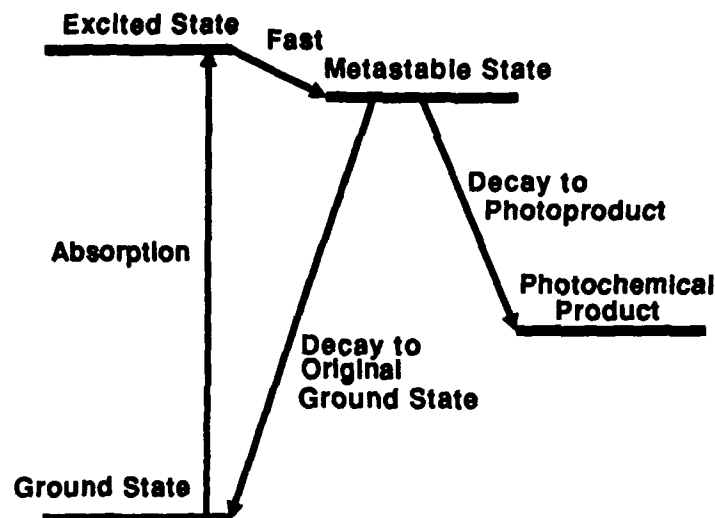 Excited State
Fast
Metastable State
Decay to
Photoproduct
Absorption
Photochemical
Product
Decay to
Original
Ground State
Ground State